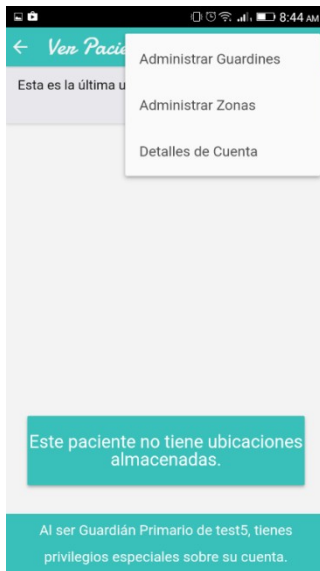 8:44 AM
Ver Pacie
Administrar Guardines
Esta es la última u
Administrar Zonas
Detalles de Cuenta
Este paciente no tiene ubicaciones
almacenadas.
Al ser Guardián Primario de test5, tienes
privilegios especiales sobre su cuenta.